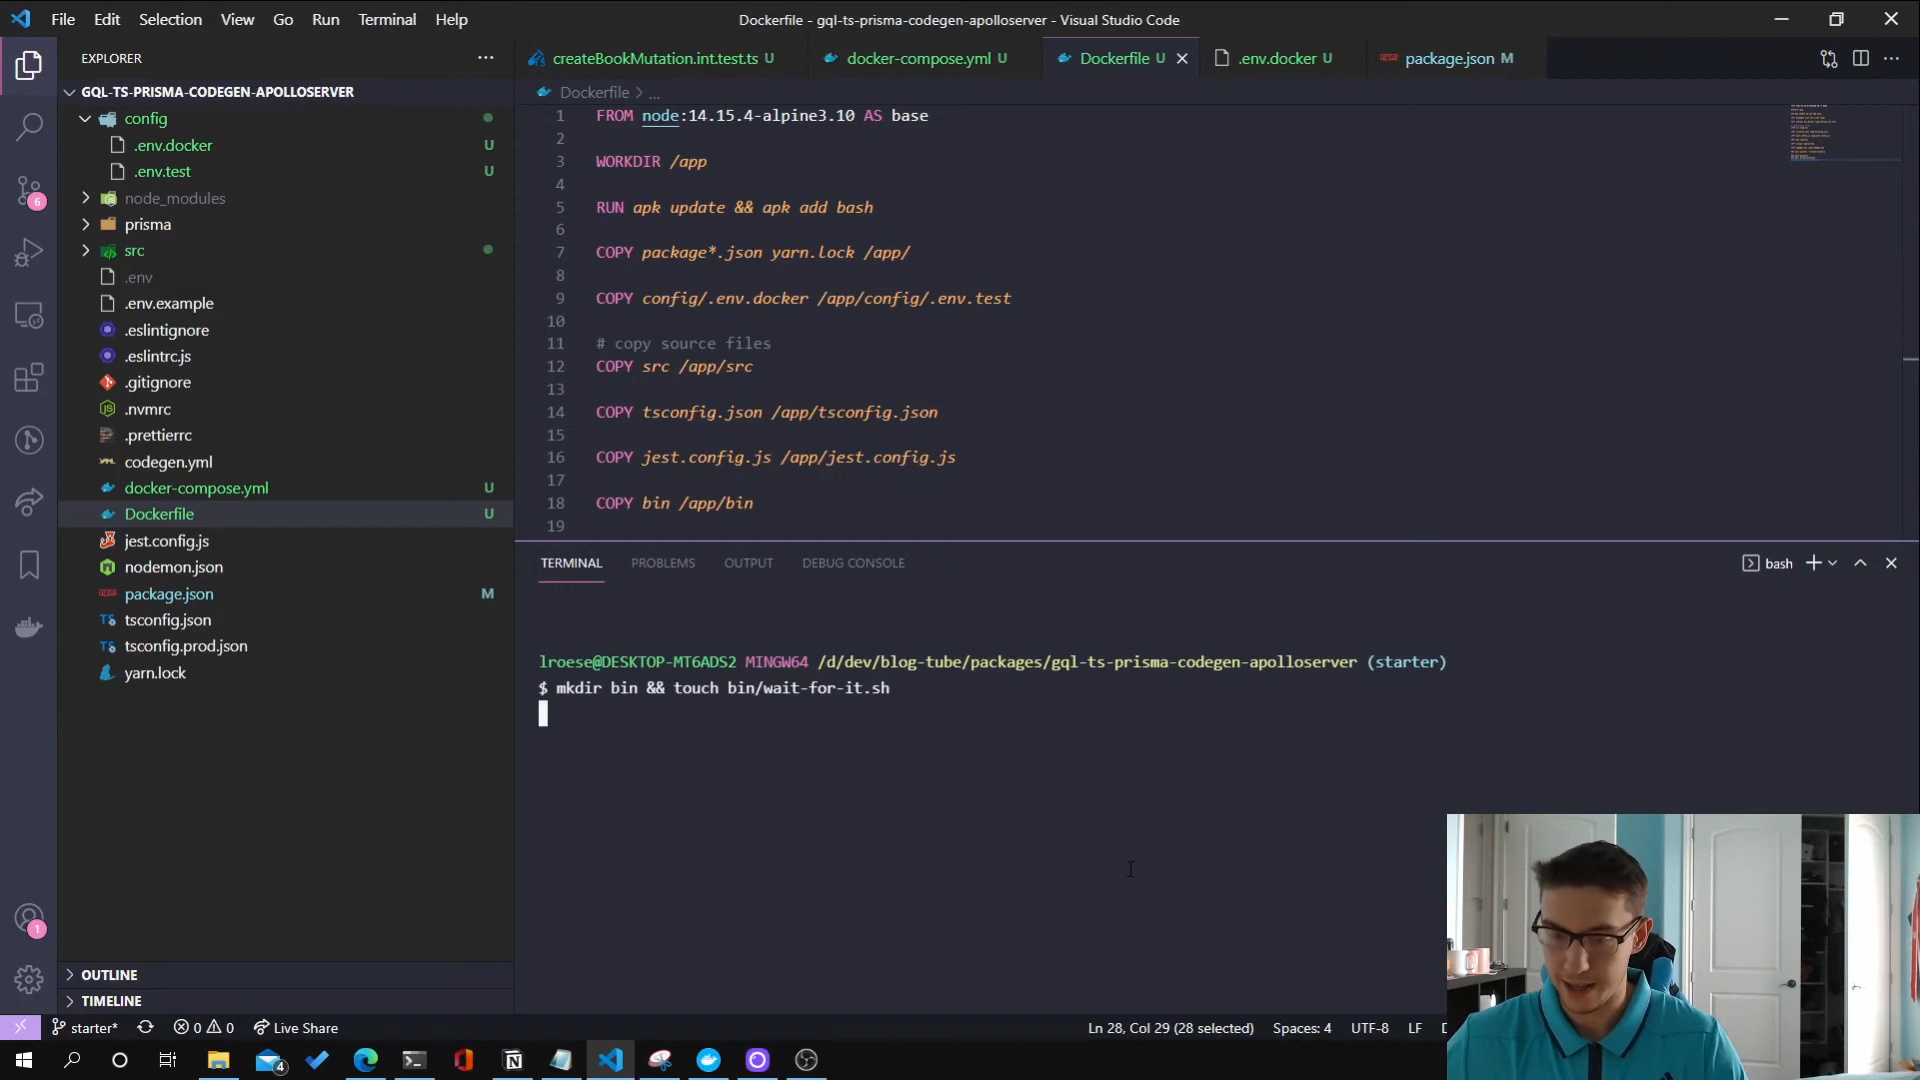 File Edit Selection View Go Run Terminal Help
Dockerfile - gql-ts-prisma-codegen-apolloserver - Visual Studio Code
EXPLORER
createBookMutation.int.test.ts U
docker-compose.yml U
Dockerfile U
.env.docker U
package.json M
GQL-TS-PRISMA-CODEGEN-APOLLOSERVER
Dockerfile > ...
config
.env.docker U
.env.test U
node_modules
prisma
src
.env
.env.example
.eslintignore
.eslintrc.js
.gitignore
.nvmrc
.prettierrc
codegen.yml
docker-compose.yml U
Dockerfile U
jest.config.js
nodemon.json
package.json M
tsconfig.json
tsconfig.prod.json
yarn.lock
OUTLINE
TIMELINE
6
1
1 FROM node:14.15.4-alpine3.10 AS base
2
3 WORKDIR /app
4
5 RUN apk update && apk add bash
6
7 COPY package*.json yarn.lock /app/
8
9 COPY config/.env.docker /app/config/.env.test
10
11 # copy source files
12 COPY src /app/src
13
14 COPY tsconfig.json /app/tsconfig.json
15
16 COPY jest.config.js /app/jest.config.js
17
18 COPY bin /app/bin
19
TERMINAL PROBLEMS OUTPUT DEBUG CONSOLE
bash
lroese@DESKTOP-MT6ADS2 MINGW64 /d/dev/blog-tube/packages/gql-ts-prisma-codegen-apolloserver (starter)
$ mkdir bin && touch bin/wait-for-it.sh
starter* 0 0 Live Share
Ln 28, Col 29 (28 selected) Spaces: 4 UTF-8 LF
4